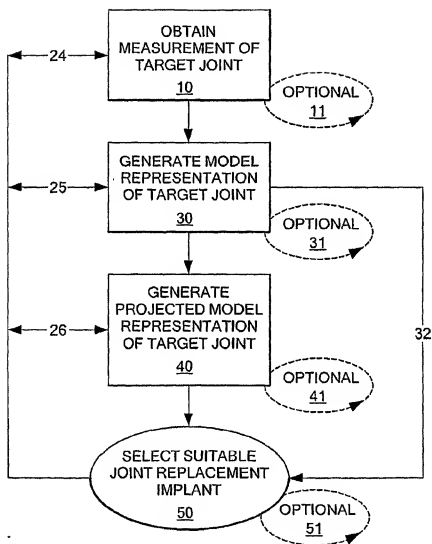 OBTAIN
MEASUREMENT OF
TARGET JOINT
10
24
OPTIONAL
11
GENERATE MODEL
REPRESENTATION
OF TARGET JOINT
30
25
OPTIONAL
31
GENERATE
PROJECTED MODEL
REPRESENTATION
OF TARGET JOINT
40
26
32
OPTIONAL
41
SELECT SUITABLE
JOINT REPLACEMENT
IMPLANT
50
OPTIONAL
51